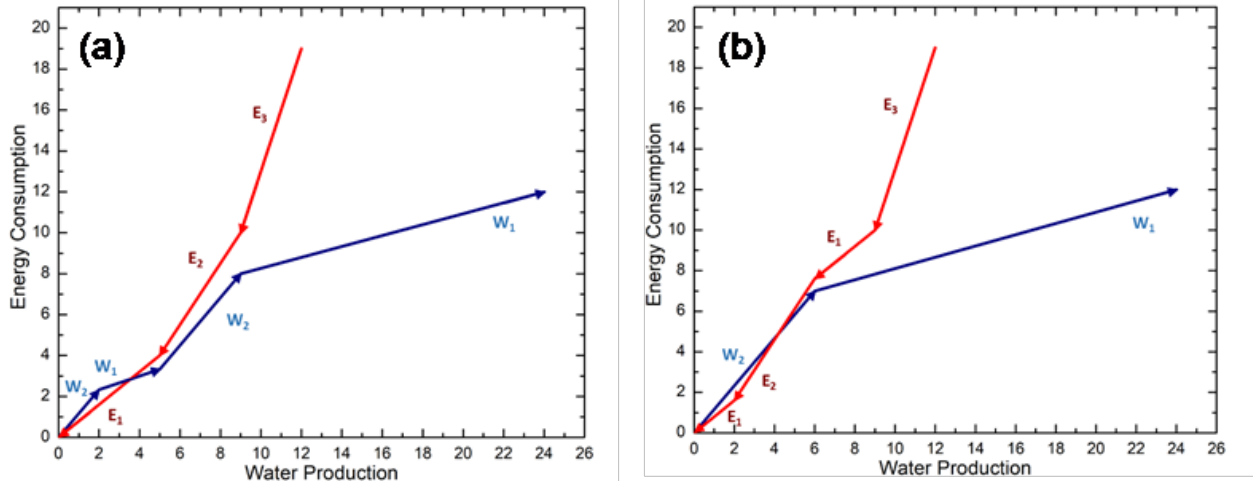 (a)
Energy Consumption
20
18
16
14
12
10
8
6
4
2
0
E₃
E₂
W₁
W₂
W₁
W₂
E₁
0 2 4 6 8 10 12 14 16 18 20 22 24 26
Water Production
(b)
Energy Consumption
20
18
16
14
12
10
8
6
4
2
0
E₃
E₁
W₁
W₂
E₂
E₁
0 2 4 6 8 10 12 14 16 18 20 22 24 26
Water Production